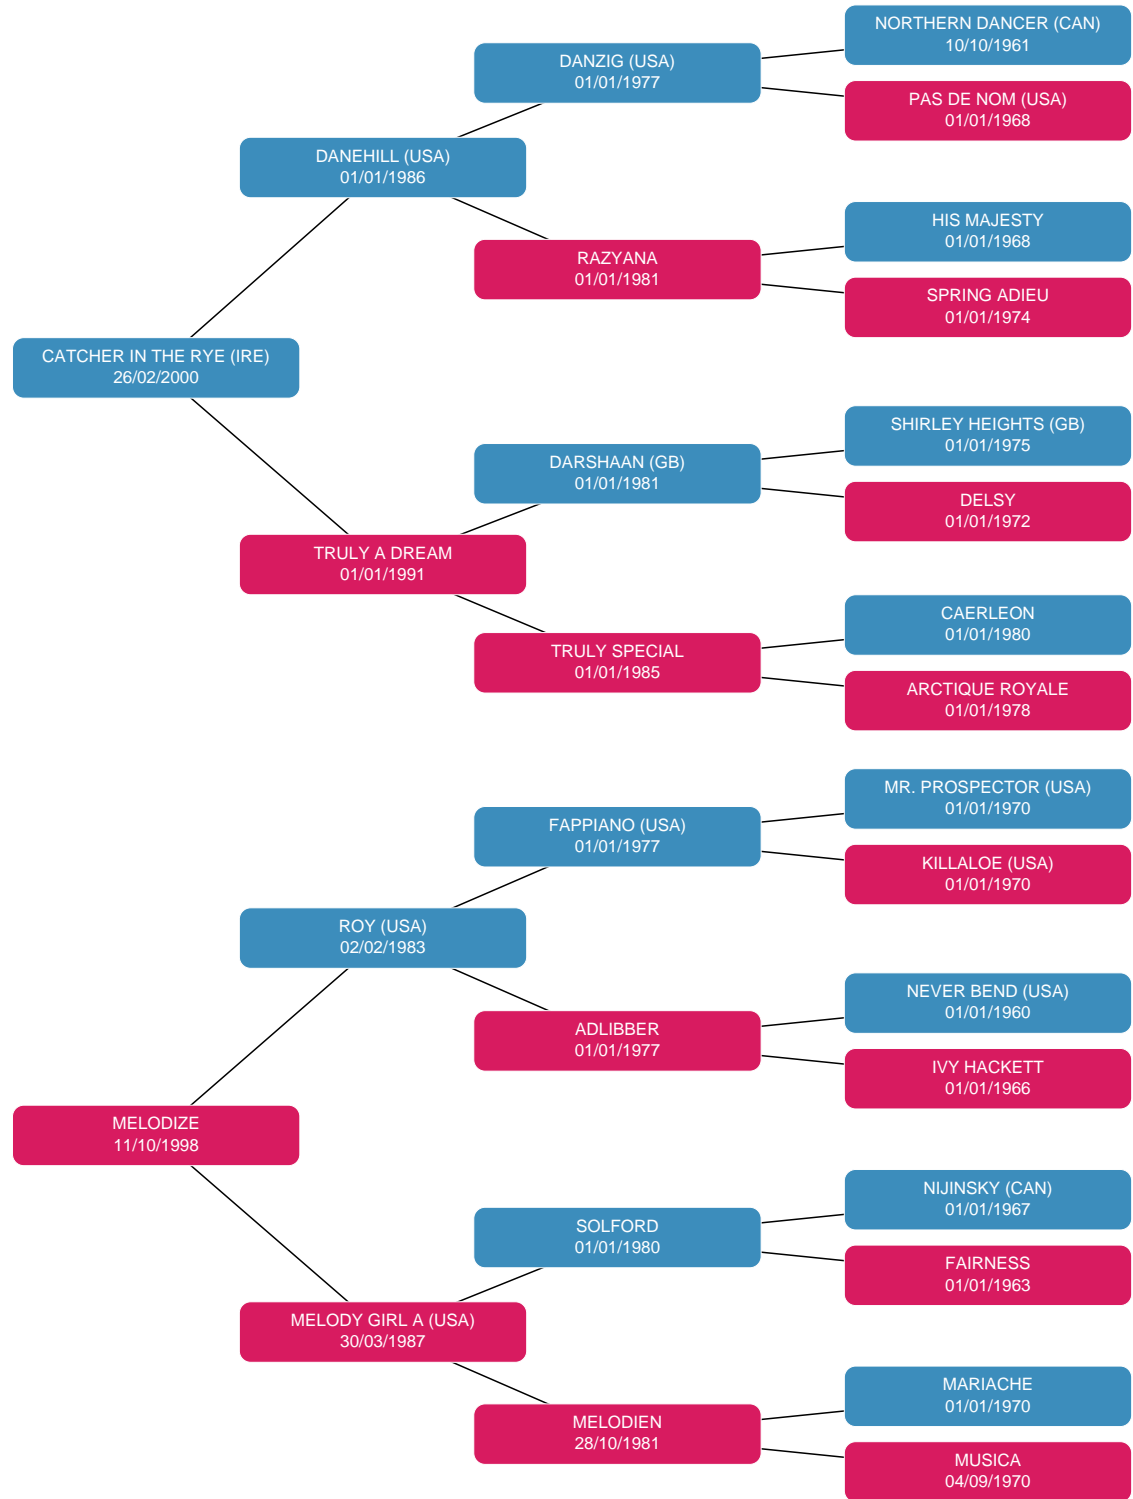 NORTHERN DANCER (CAN)
10/10/1961
DANZIG (USA)
01/01/1977
PAS DE NOM (USA)
01/01/1968
DANEHILL (USA)
01/01/1986
HIS MAJESTY
01/01/1968
RAZYANA
01/01/1981
SPRING ADIEU
01/01/1974
CATCHER IN THE RYE (IRE)
26/02/2000
SHIRLEY HEIGHTS (GB)
01/01/1975
DARSHAAN (GB)
01/01/1981
DELSY
01/01/1972
TRULY A DREAM
01/01/1991
CAERLEON
01/01/1980
TRULY SPECIAL
01/01/1985
ARCTIQUE ROYALE
01/01/1978
MR. PROSPECTOR (USA)
01/01/1970
FAPPIANO (USA)
01/01/1977
KILLALOE (USA)
01/01/1970
ROY (USA)
02/02/1983
NEVER BEND (USA)
01/01/1960
ADLIBBER
01/01/1977
IVY HACKETT
01/01/1966
MELODIZE
11/10/1998
NIJINSKY (CAN)
01/01/1967
SOLFORD
01/01/1980
FAIRNESS
01/01/1963
MELODY GIRL A (USA)
30/03/1987
MARIACHE
01/01/1970
MELODIEN
28/10/1981
MUSICA
04/09/1970